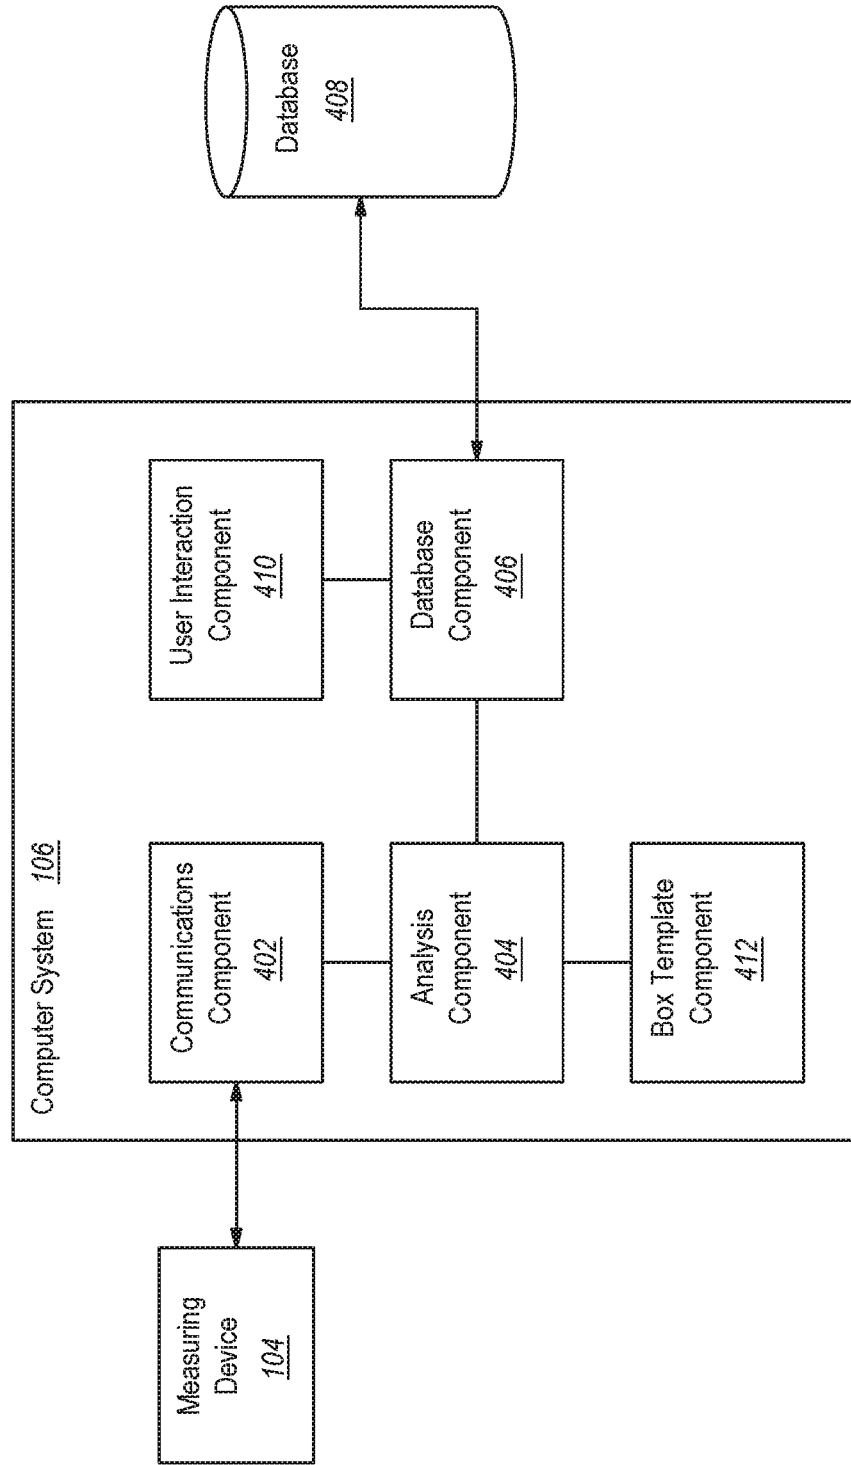 Computer System 106
Measuring
Device
104
Communications
Component
402
User Interaction
Component
410
Database
408
Analysis
Component
404
Database
Component
406
Box Template
Component
412